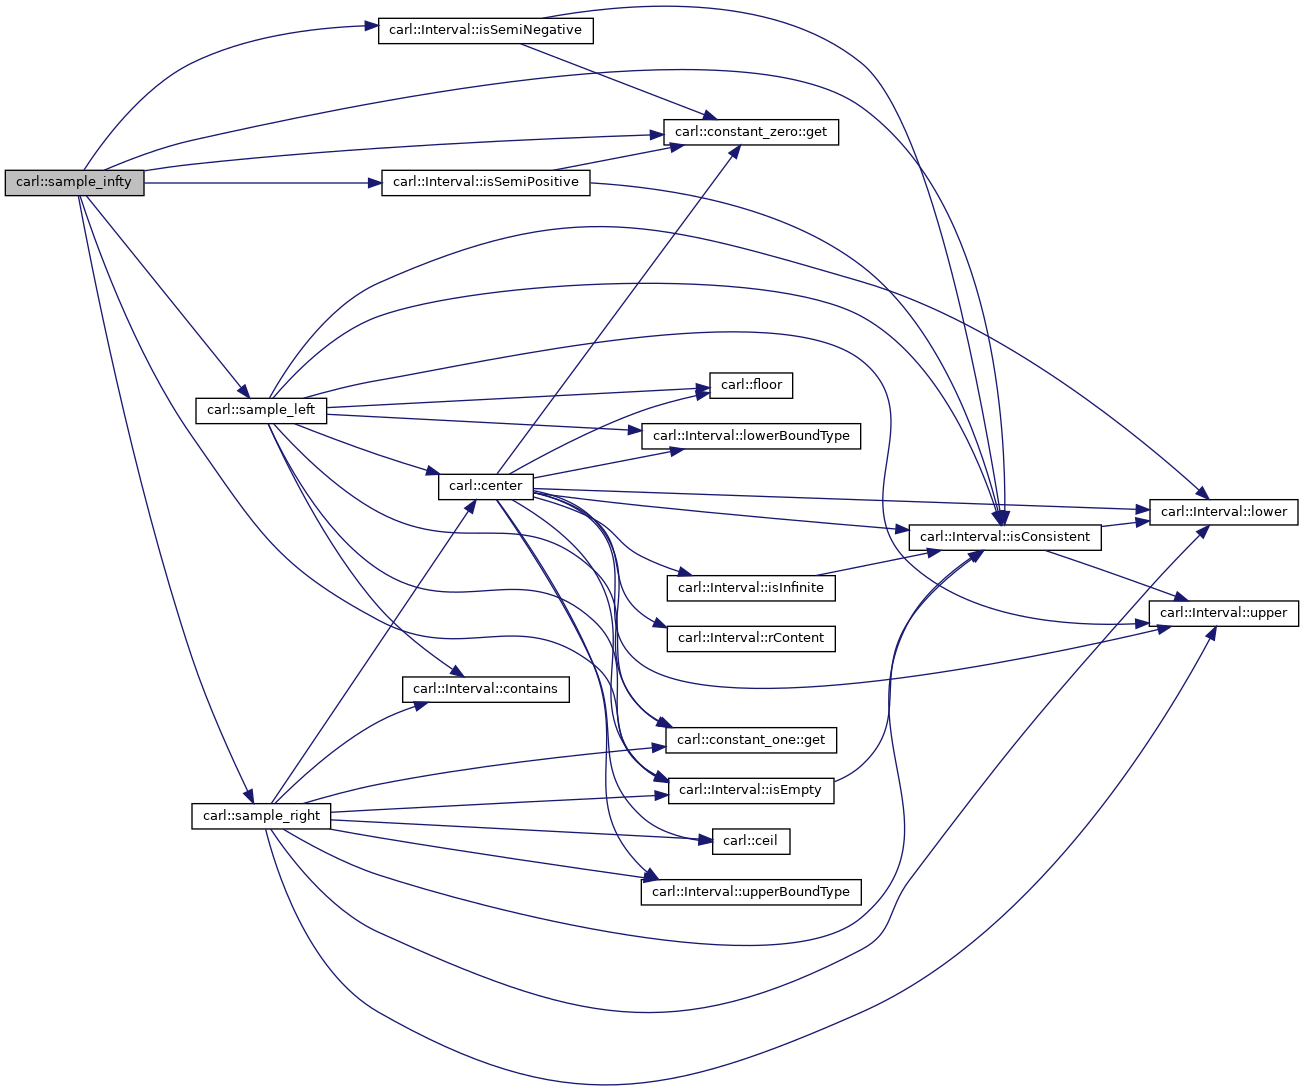 carl::Interval::isSemiNegative
carl::constant_zero::get
carl::sample_infty
carl::Interval::isSemiPositive
carl::floor
carl::sample_left
carl::Interval::lowerBoundType
carl::center
carl::Interval::lower
carl::Interval::isConsistent
carl::Interval::isInfinite
carl::Interval::upper
carl::Interval::rContent
carl::Interval::contains
carl::constant_one::get
carl::Interval::isEmpty
carl::sample_right
carl::ceil
carl::Interval::upperBoundType